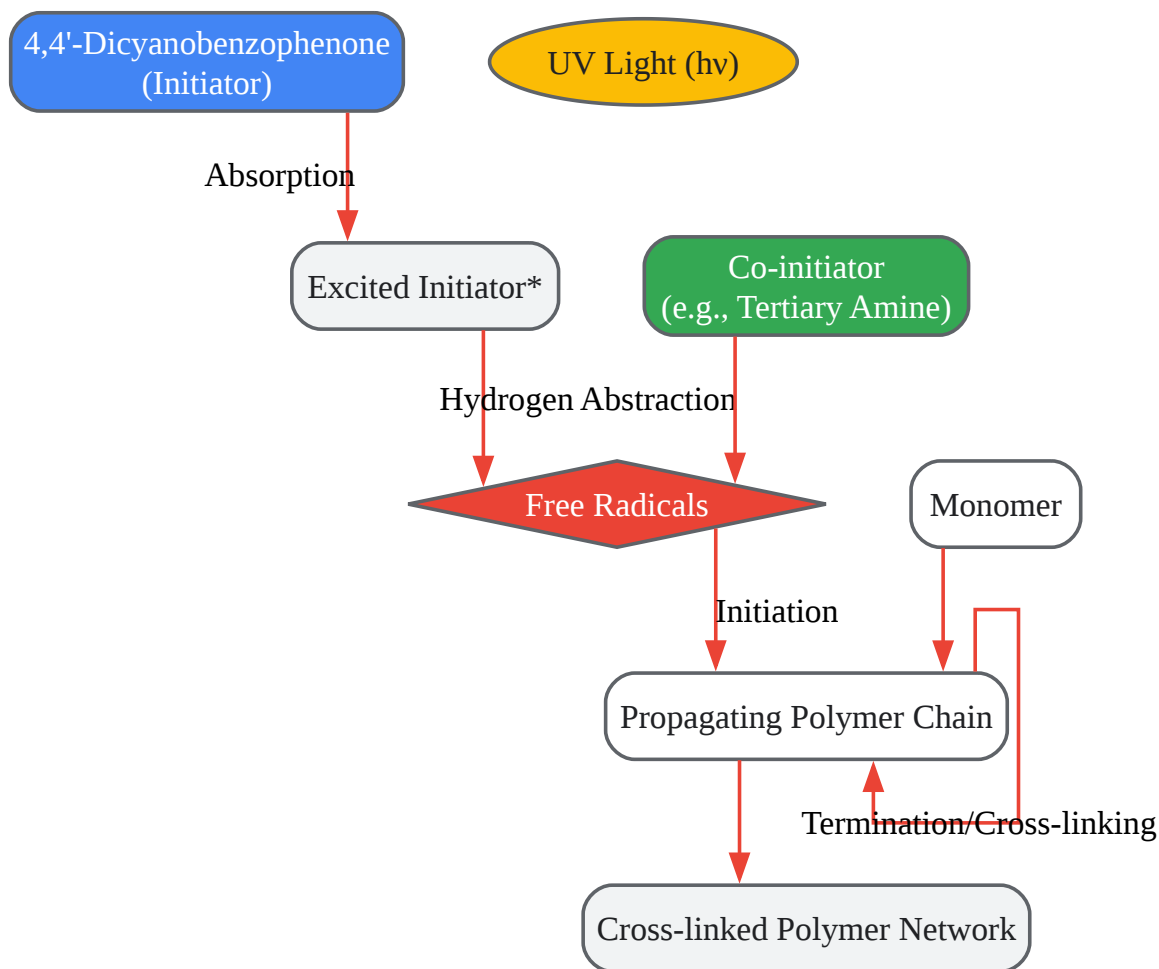 4,4'-Dicyanobenzophenone
(Initiator)
UV Light (hν)
Absorption
Excited Initiator*
Co-initiator
(e.g., Tertiary Amine)
Hydrogen Abstraction
Free Radicals
Monomer
Initiation
Propagating Polymer Chain
Termination/Cross-linking
Cross-linked Polymer Network